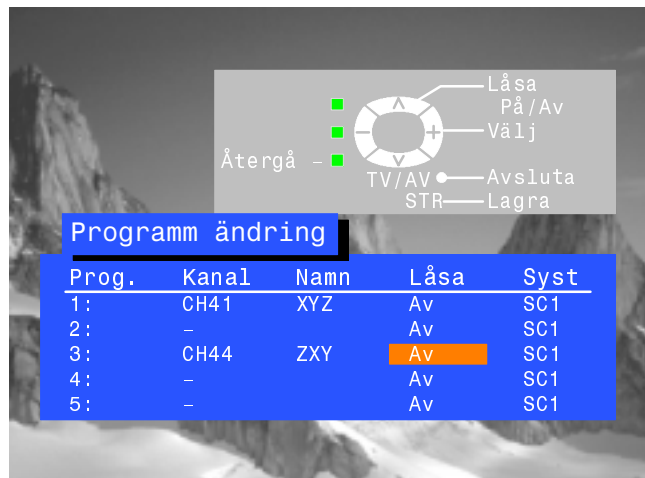 Låsa
På/Av
Välj
Återgå –
TV/AV Avsluta
STR Lagra
Programm ändring
Prog. Kanal Namn Låsa Syst
1: CH41 XYZ Av SC1
2: – Av SC1
3: CH44 ZXY Av SC1
4: – Av SC1
5: – Av SC1